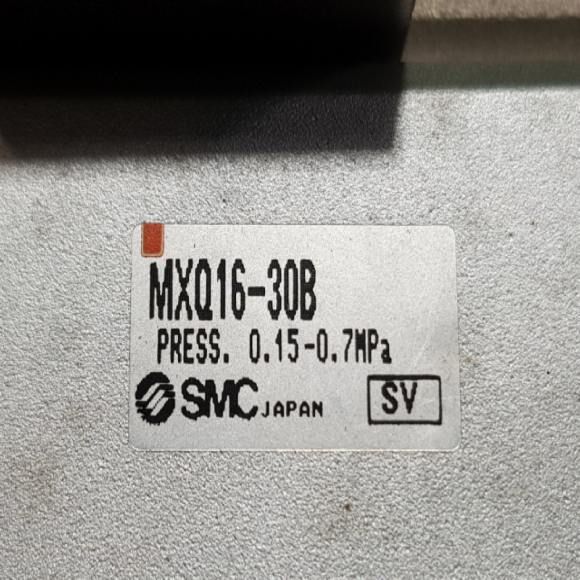 MXQ16-30B
PRESS. 0.15-0.7MPa
SMC JAPAN SV